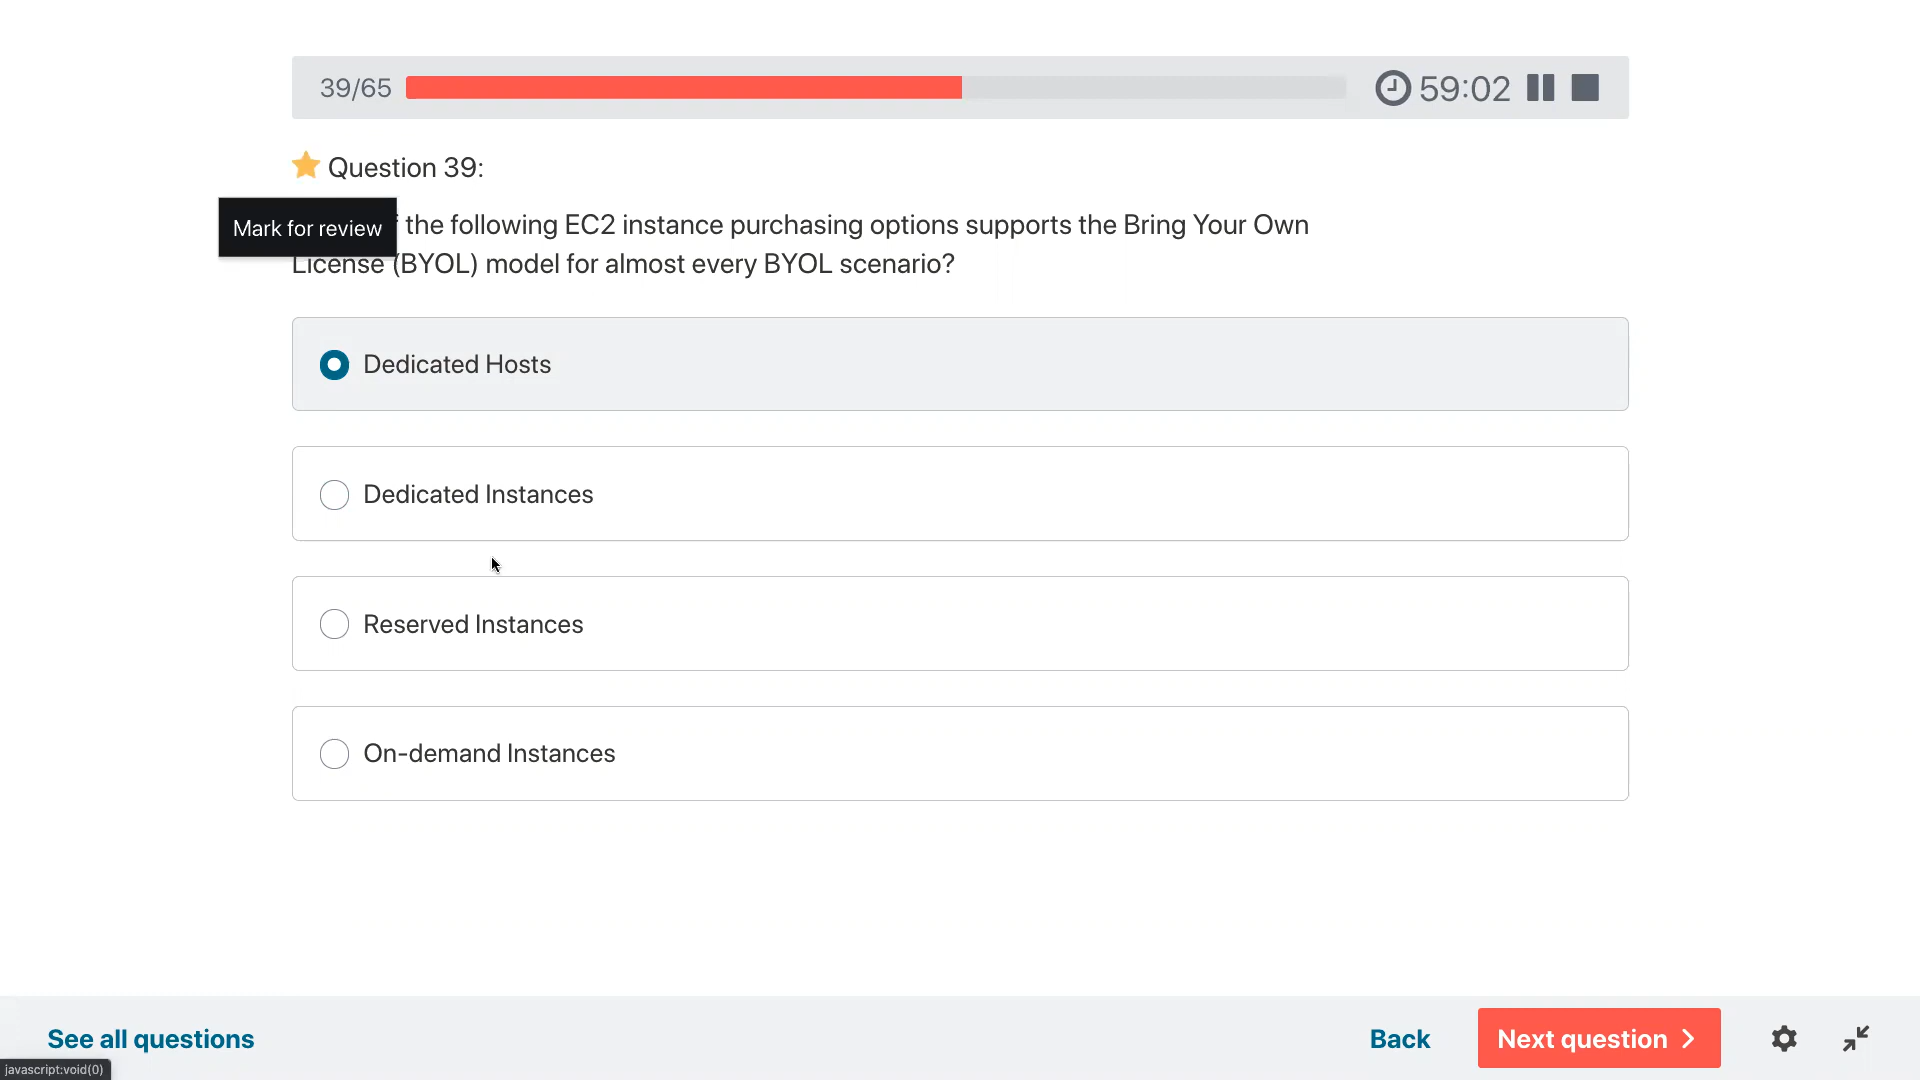 39/65
59:02
Question 39:
Mark for review
the following EC2 instance purchasing options supports the Bring Your Own
License (BYOL) model for almost every BYOL scenario?
Dedicated Hosts
Dedicated Instances
Reserved Instances
On-demand Instances
See all questions
Back
Next question
javascript:void(0)